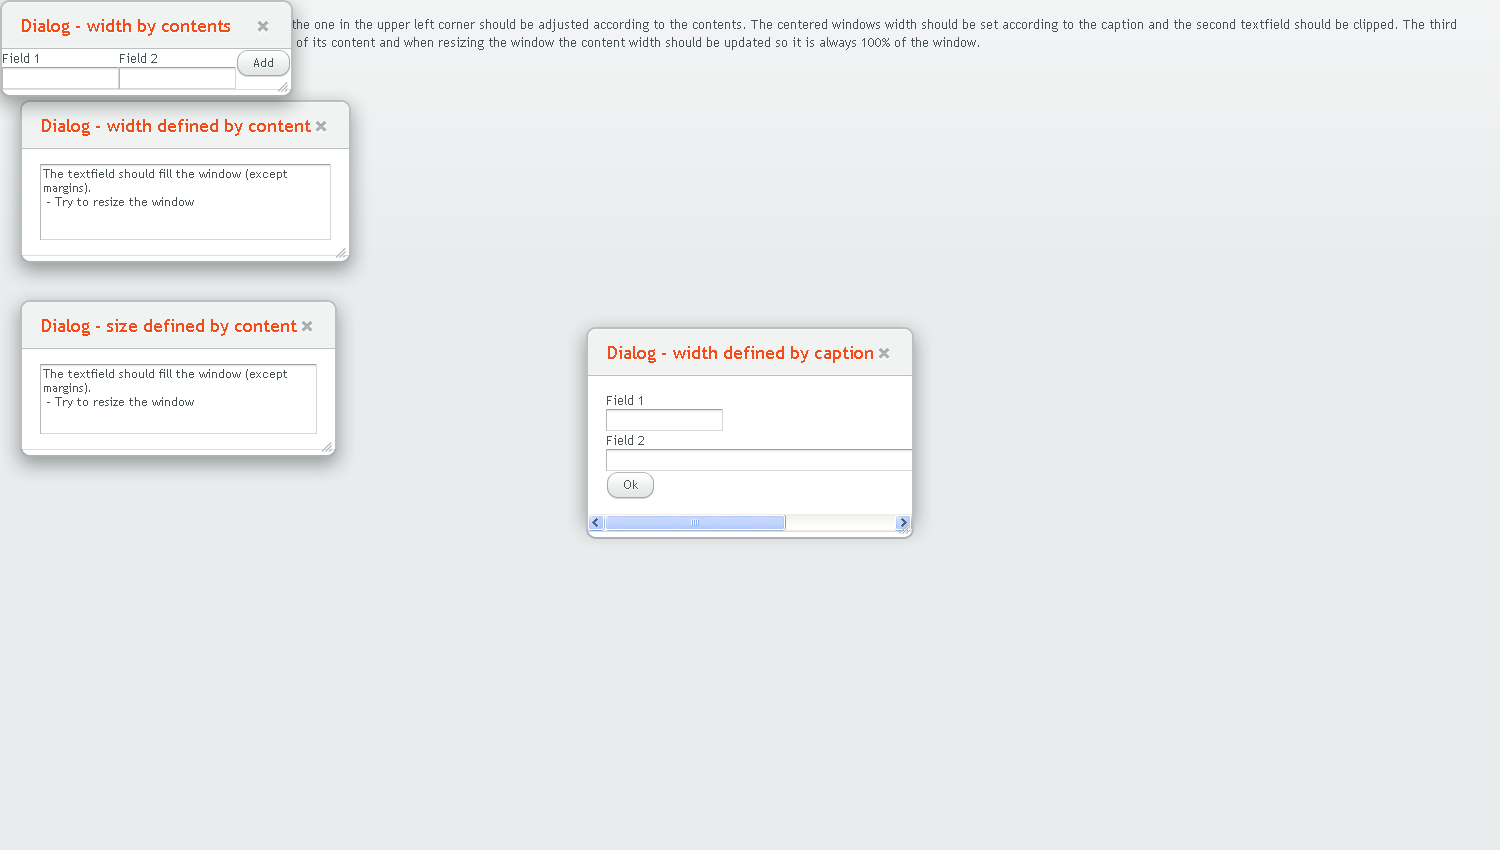 Dialog - width by contents
the one in the upper left corner should be adjusted according to the contents. The centered windows width should be set according to the caption and the second textfield should be clipped. The third
of its content and when resizing the window the content width should be updated so it is always 100% of the window.
Field 1 Field 2 Add
Dialog - width defined by content
The textfield should fill the window (except
margins).
- Try to resize the window
Dialog - size defined by content
The textfield should fill the window (except
margins).
- Try to resize the window
Dialog - width defined by caption
Field 1
Field 2
Ok